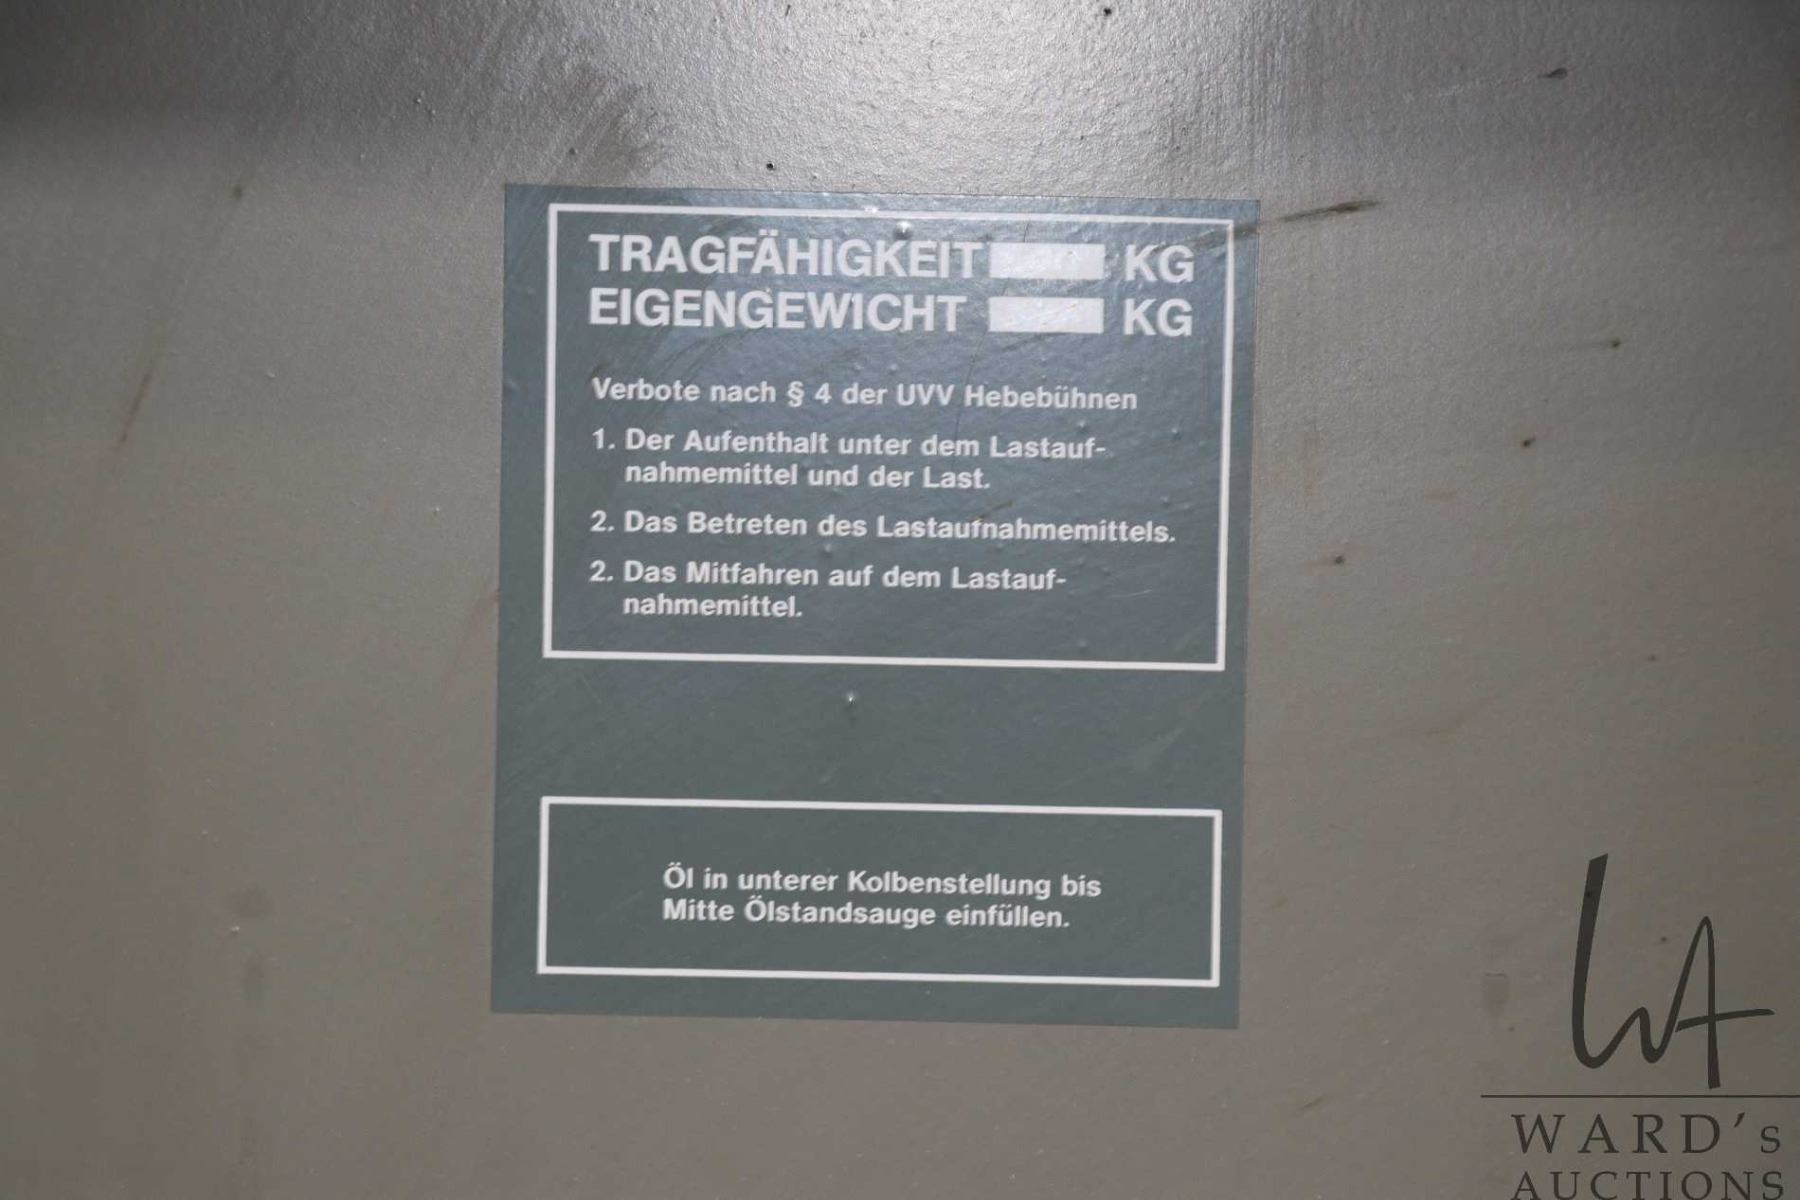 TRAGFÄHIGKEIT KG
EIGENGEWICHT KG
Verbote nach § 4 der UVV Hebebühnen
1. Der Aufenthalt unter dem Lastauf-
nahmemittel und der Last.
2. Das Betreten des Lastaufnahmemittels.
2. Das Mitfahren auf dem Lastauf-
nahmemittel.
Öl in unterer Kolbenstellung bis
Mitte Ölstandsauge einfüllen.
WA
WARD's
AUCTIONS